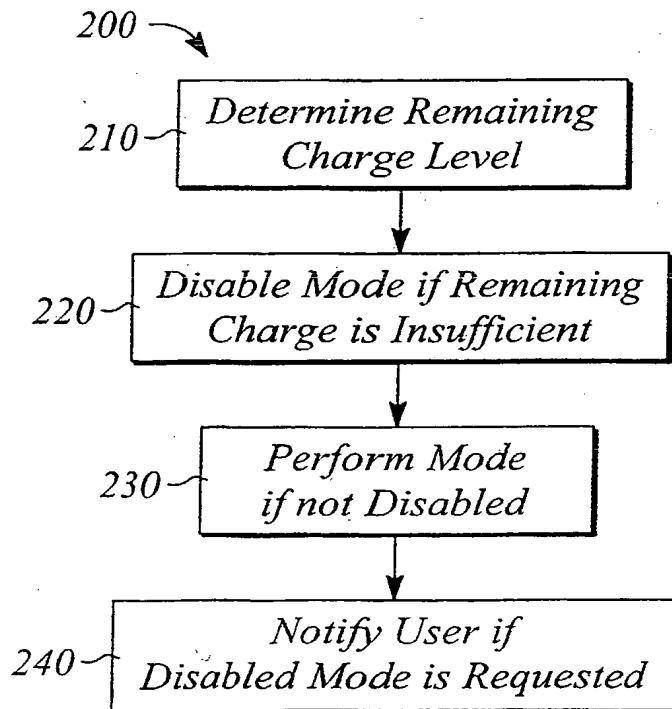 200
210
Determine Remaining
Charge Level
220
Disable Mode if Remaining
Charge is Insufficient
230
Perform Mode
if not Disabled
240
Notify User if
Disabled Mode is Requested